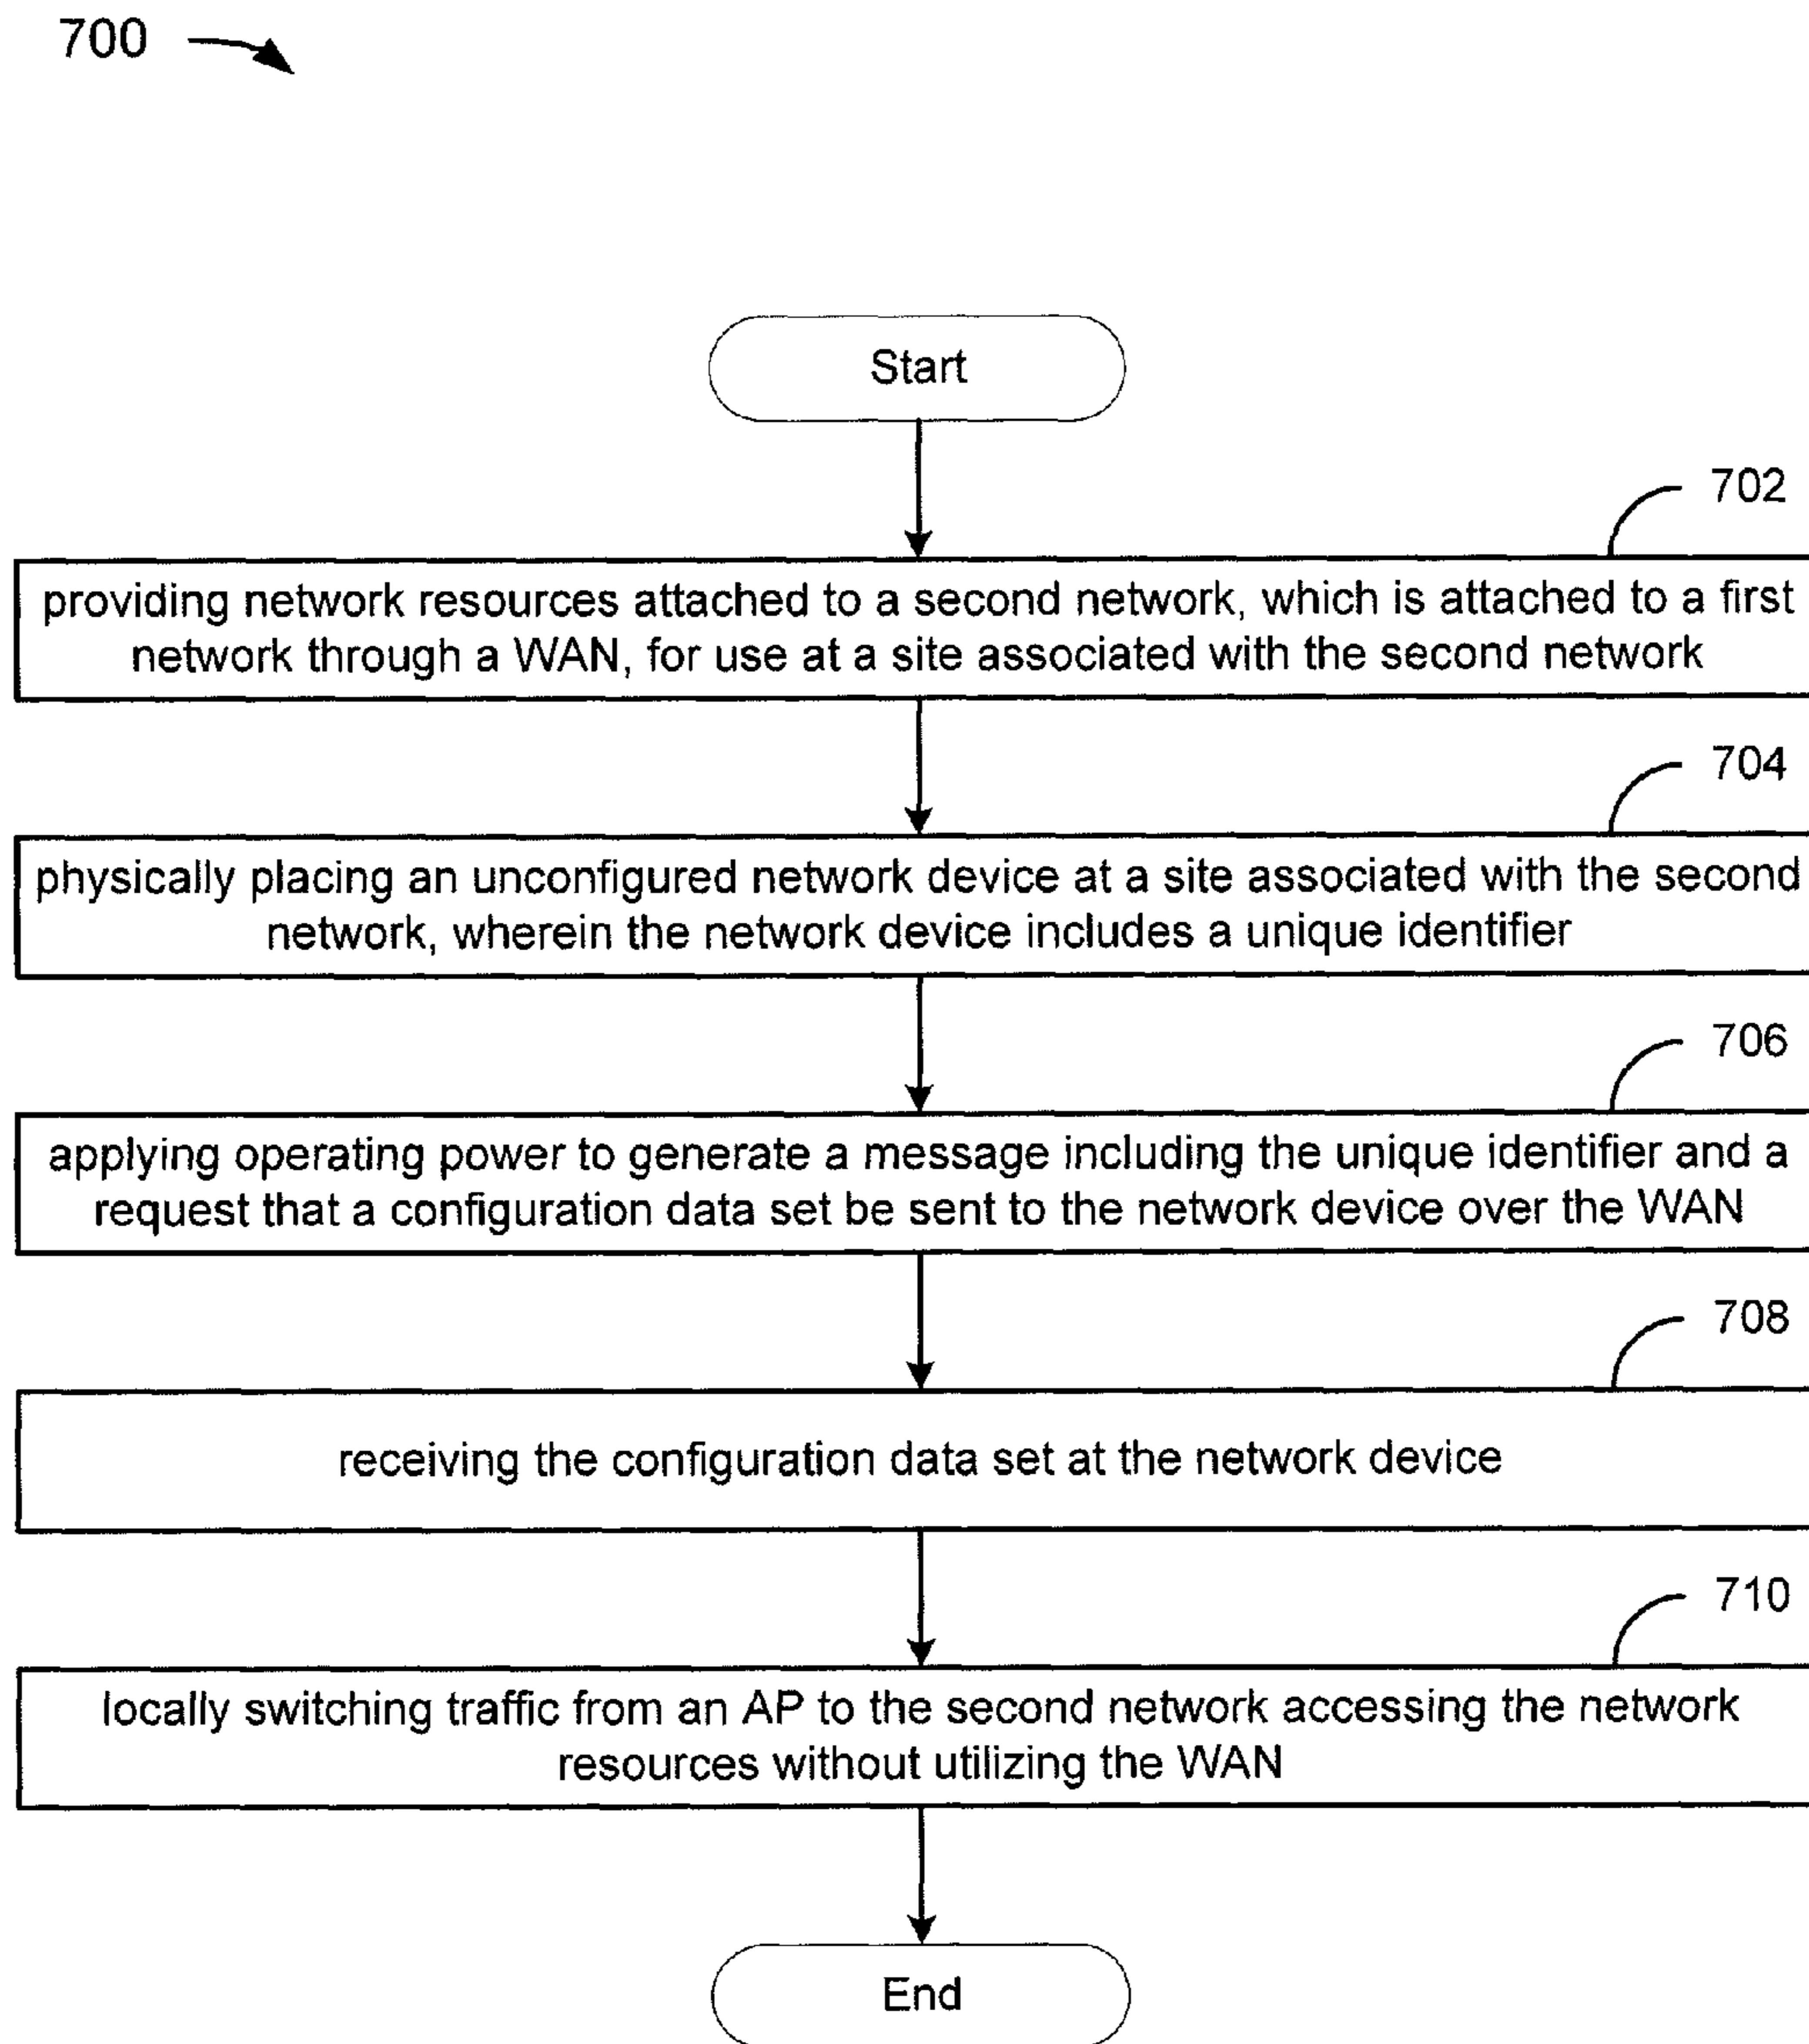 700
Start
702
providing network resources attached to a second network, which is attached to a first
network through a WAN, for use at a site associated with the second network
704
physically placing an unconfigured network device at a site associated with the second
network, wherein the network device includes a unique identifier
706
applying operating power to generate a message including the unique identifier and a
request that a configuration data set be sent to the network device over the WAN
708
receiving the configuration data set at the network device
710
locally switching traffic from an AP to the second network accessing the network
resources without utilizing the WAN
End